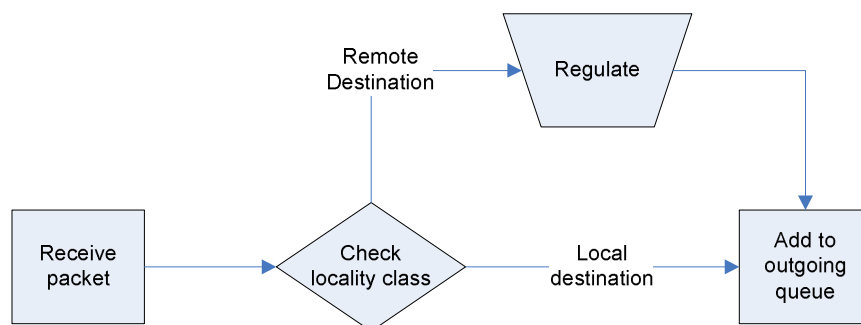 Remote
Destination
Regulate
Receive
packet
Check
locality class
Local
destination
Add to
outgoing
queue